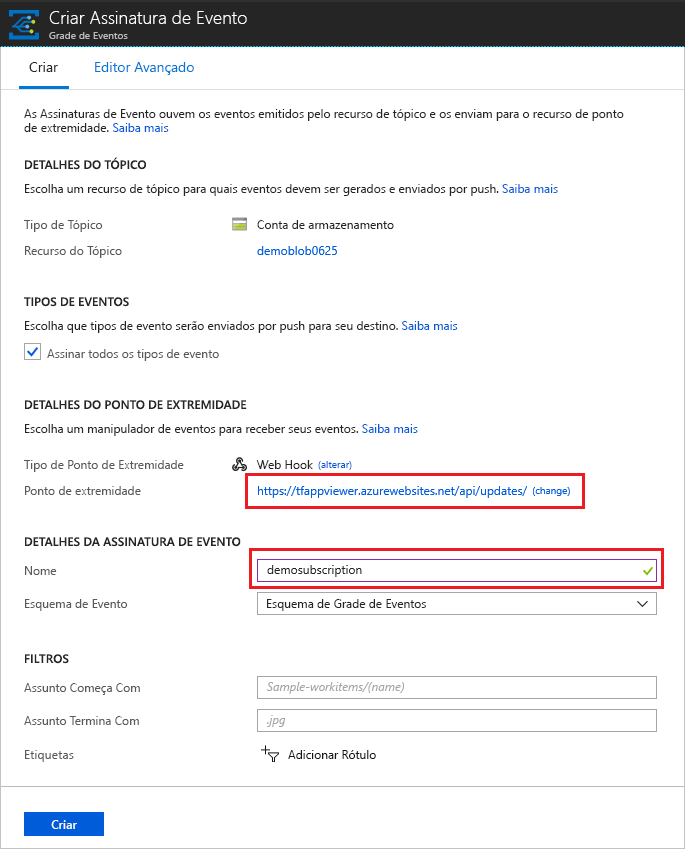 Criar Assinatura de Evento
Grade de Eventos
Criar Editor Avançado
As Assinaturas de Evento ouvem os eventos emitidos pelo recurso de tópico e os enviam para o recurso de ponto
de extremidade. Saiba mais
DETALHES DO TÓPICO
Escolha um recurso de tópico para quais eventos devem ser gerados e enviados por push. Saiba mais
Tipo de Tópico Conta de armazenamento
Recurso do Tópico demoblob0625
TIPOS DE EVENTOS
Escolha que tipos de evento serão enviados por push para seu destino. Saiba mais
Assinar todos os tipos de evento
DETALHES DO PONTO DE EXTREMIDADE
Escolha um manipulador de eventos para receber seus eventos. Saiba mais
Tipo de Ponto de Extremidade Web Hook (alterar)
Ponto de extremidade https://tfappviewer.azurewebsites.net/api/updates/ (change)
DETALHES DA ASSINATURA DE EVENTO
Nome demosubscription
Esquema de Evento Esquema de Grade de Eventos
FILTROS
Assunto Começa Com Sample-workitems/(name)
Assunto Termina Com .jpg
Etiquetas Adicionar Rótulo
Criar